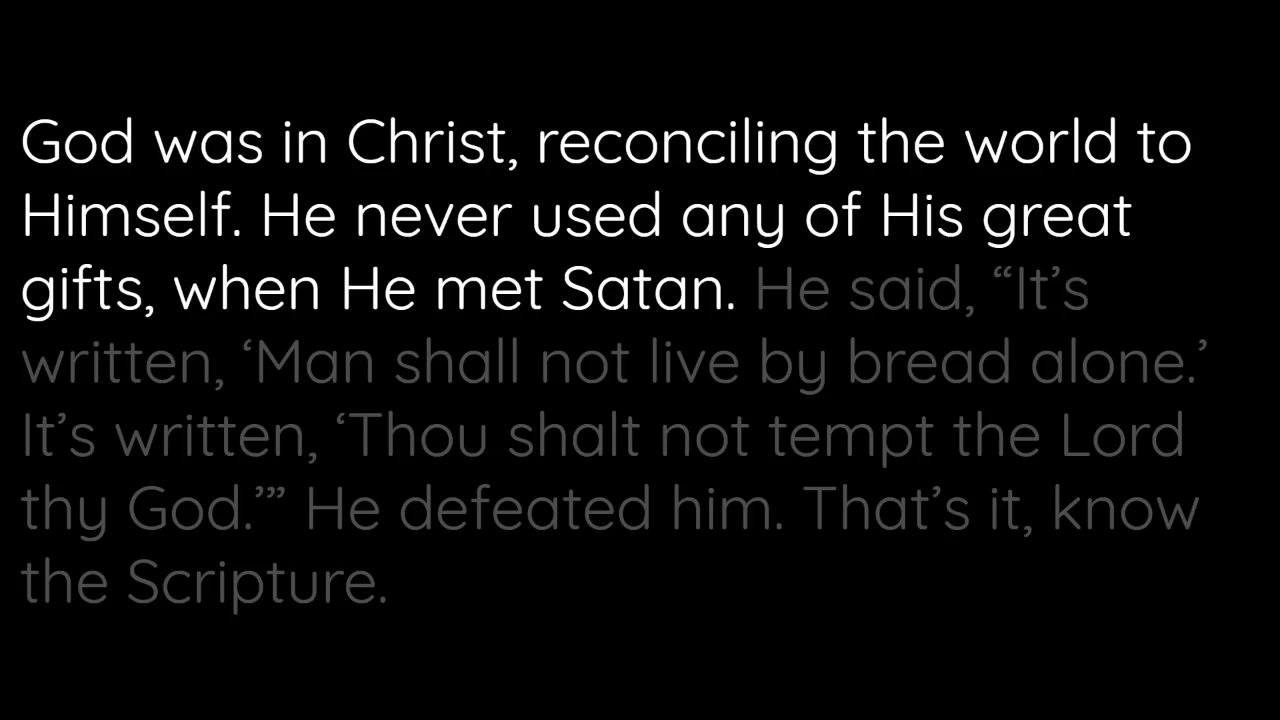 God was in Christ, reconciling the world to
Himself. He never used any of His great
gifts, when He met Satan. He said, “It’s
written, ‘Man shall not live by bread alone.’
It’s written, ‘Thou shalt not tempt the Lord
thy God.’” He defeated him. That’s it, know
the Scripture.